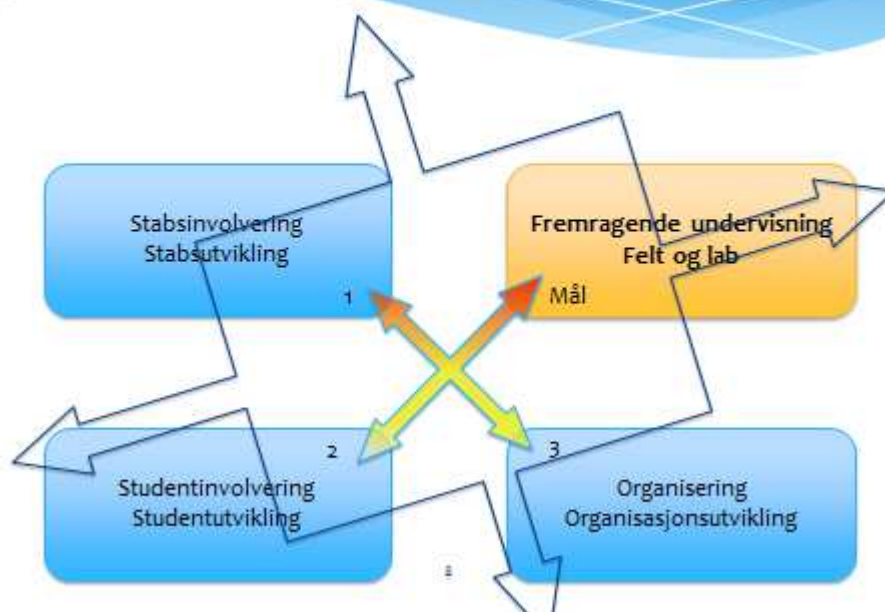 Stabsinvolvering
Stabsutvikling
1
Fremragende undervisning
Felt og lab
Mål
2
Studentinvolvering
Studentutvikling
3
Organisering
Organisasjonsutvikling